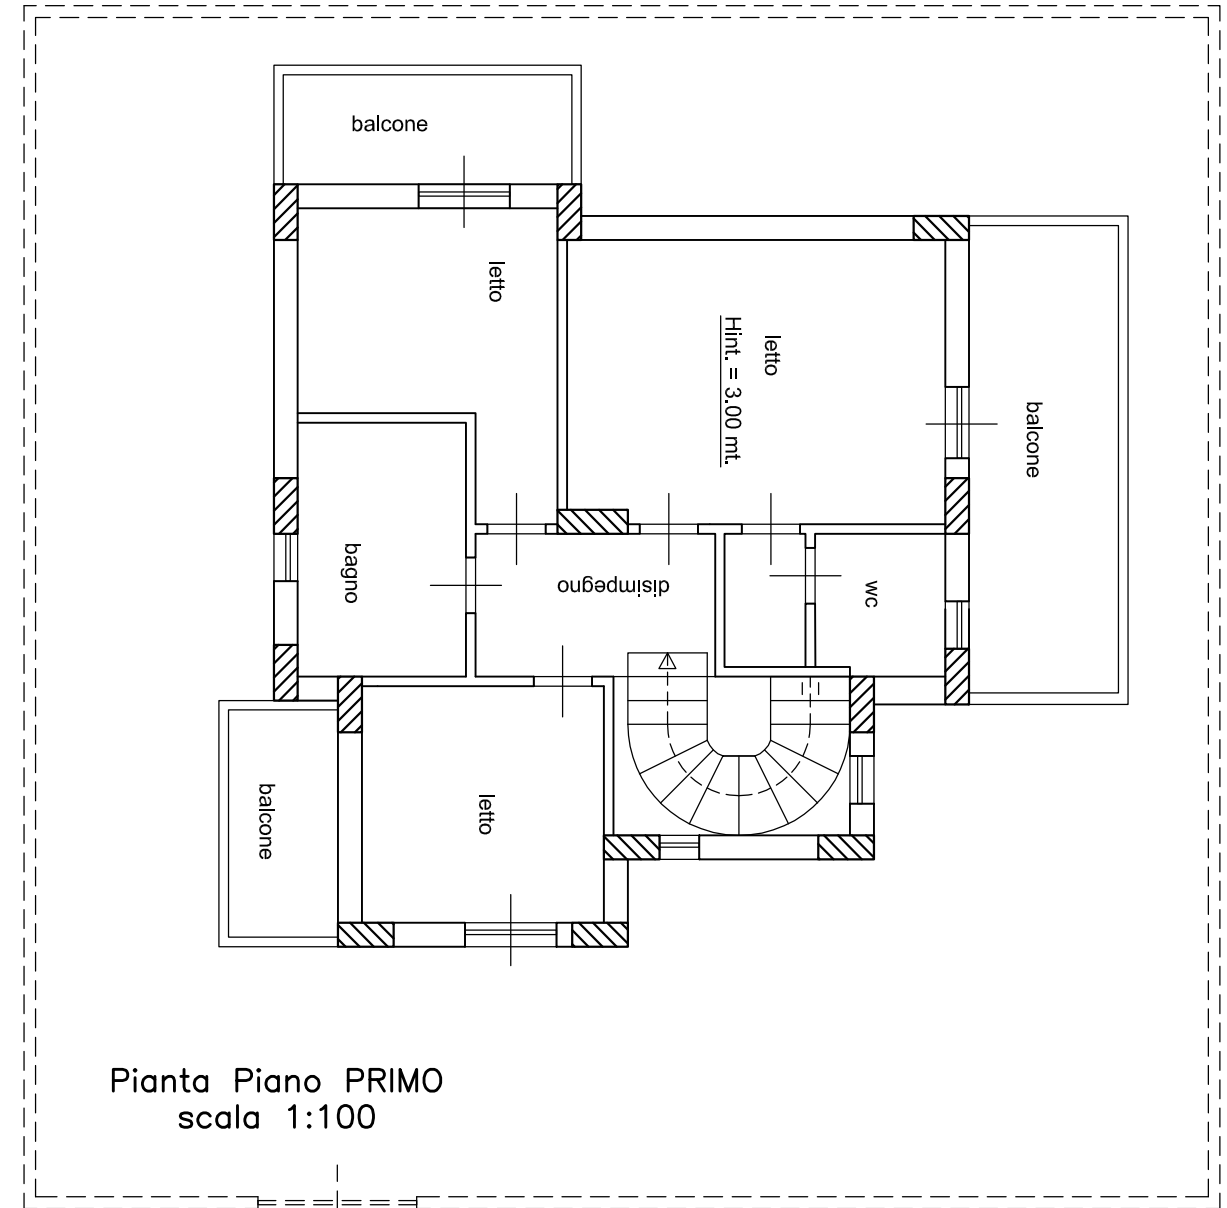 balcone
letto
letto
Hint. = 3.00 mt.
balcone
bagno
disimpegno
wc
balcone
letto
Pianta Piano PRIMO
scala 1:100